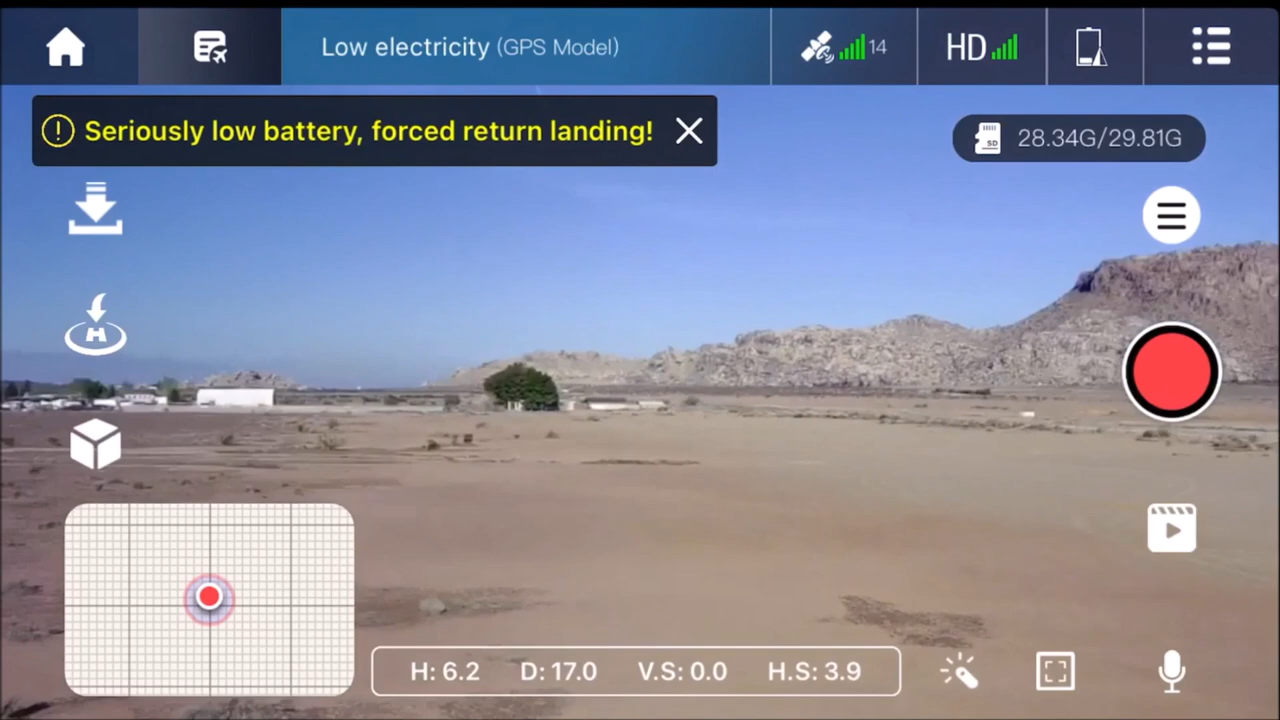 Low electricity (GPS Model)
14
HD
Seriously low battery, forced return landing!
SD
28.34G/29.81G
H
H: 6.2 D: 17.0 V.S: 0.0 H.S: 3.9